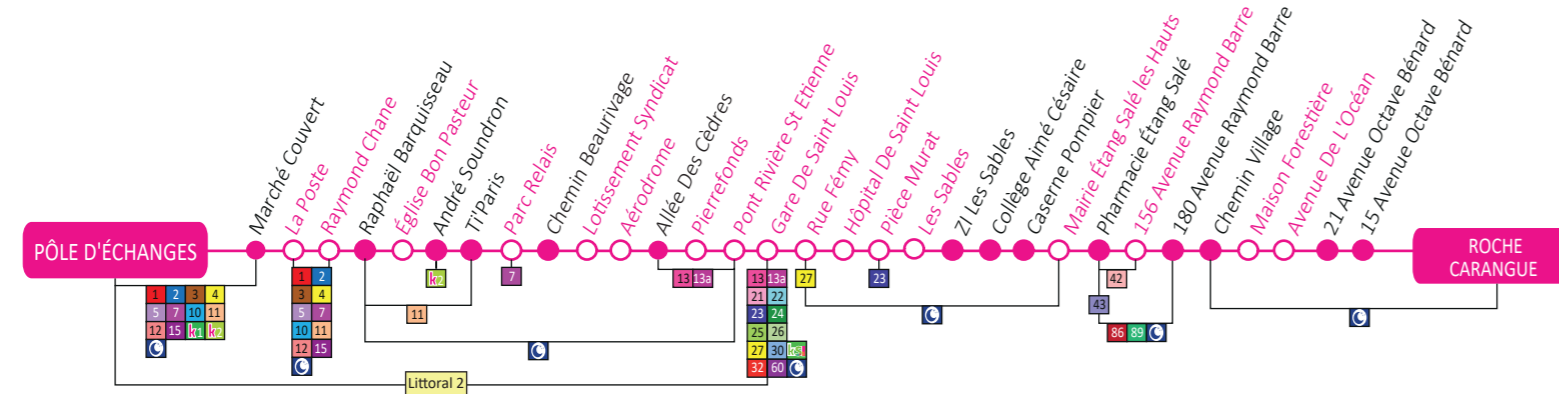 PÔLE D'ÉCHANGES
Marché Couvert
La Poste
Raymond Chane
Raphaël Barquisseau
Église Bon Pasteur
André Soundron
Ti'Paris
Parc Relais
Chemin Beaurivage
Lotissement Syndicat
Aérodrome
Allée Des Cèdres
Pierrefonds
Pont Rivière St Etienne
Gare De Saint Louis
Rue Fémy
Hôpital De Saint Louis
Pièce Murat
Les Sables
ZI Les Sables
Collège Aimé Césaire
Caserne Pompier
Mairie Étang Salé les Hauts
Pharmacie Étang Salé
156 Avenue Raymond Barre
180 Avenue Raymond Barre
Chemin Village
Maison Forestière
Avenue De L'Océan
21 Avenue Octave Bénard
15 Avenue Octave Bénard
ROCHE
CARANGUE
1 2 3 4
5 7 10 11
12 15 k1 k2
1 2
3 4
5 7
10 11
12 15
11
k2
7
13 13a
13 13a
21 22
23 24
25 26
27 30
32 60
27
23
42
43
86 89
Littoral 2